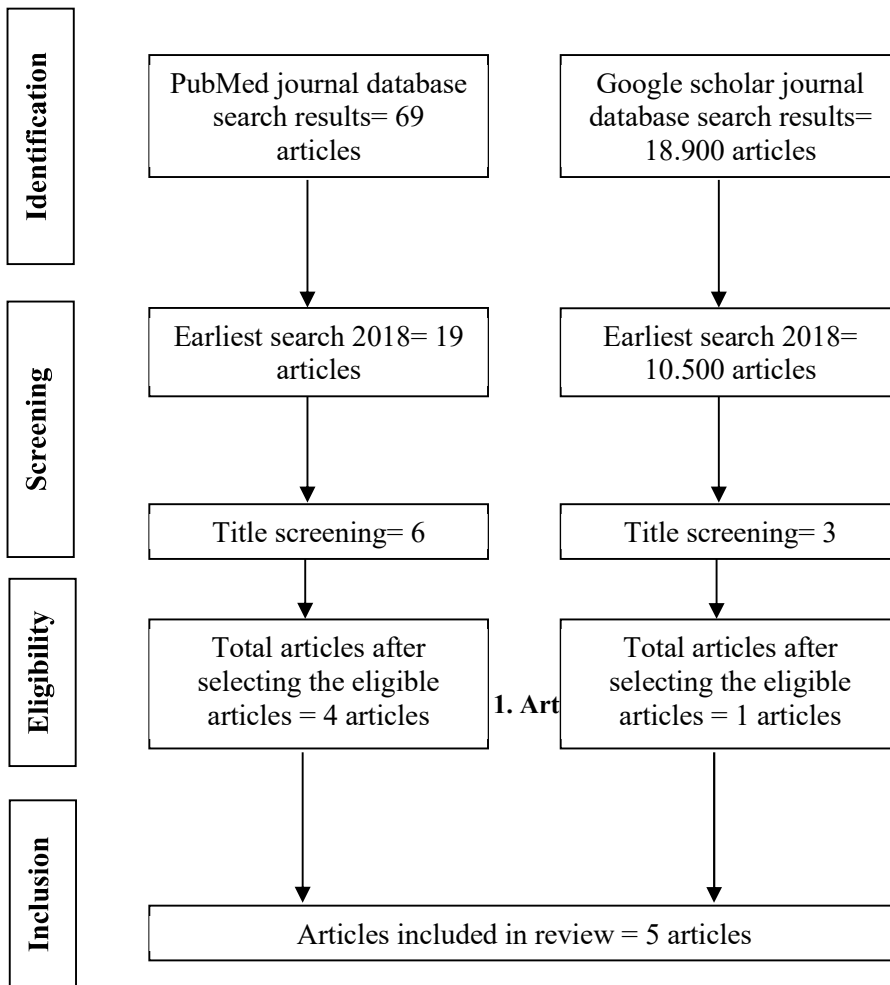 Identification
PubMed journal database
search results= 69
articles
Google scholar journal
database search results=
18.900 articles
Screening
Earliest search 2018= 19
articles
Earliest search 2018=
10.500 articles
Title screening= 6
Title screening= 3
Eligibility
Total articles after
selecting the eligible
articles = 4 articles
1. Art
Total articles after
selecting the eligible
articles = 1 articles
Inclusion
Articles included in review = 5 articles